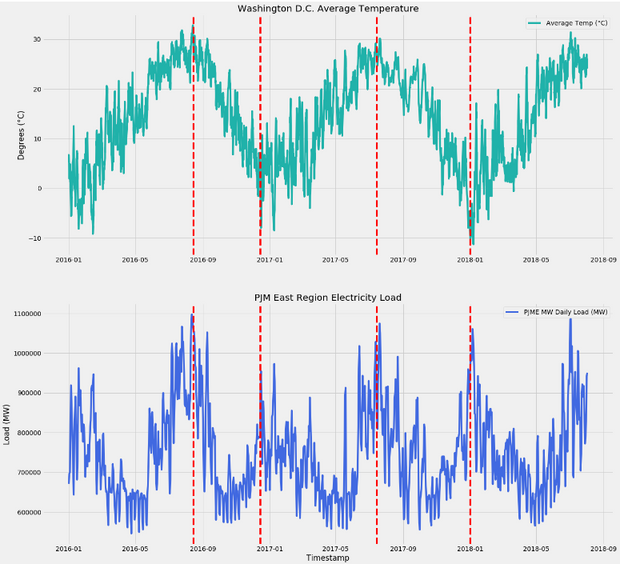 Washington D.C. Average Temperature
Average Temp (°C)
30
20
10
0
−10
Degrees (°C)
2016-01 2016-05 2016-09 2017-01 2017-05 2017-09 2018-01 2018-05 2018-09
PJM East Region Electricity Load
PJME MW Daily Load (MW)
1100000
1000000
900000
800000
700000
600000
Load (MW)
2016-01 2016-05 2016-09 2017-01 2017-05 2017-09 2018-01 2018-05 2018-09
Timestamp